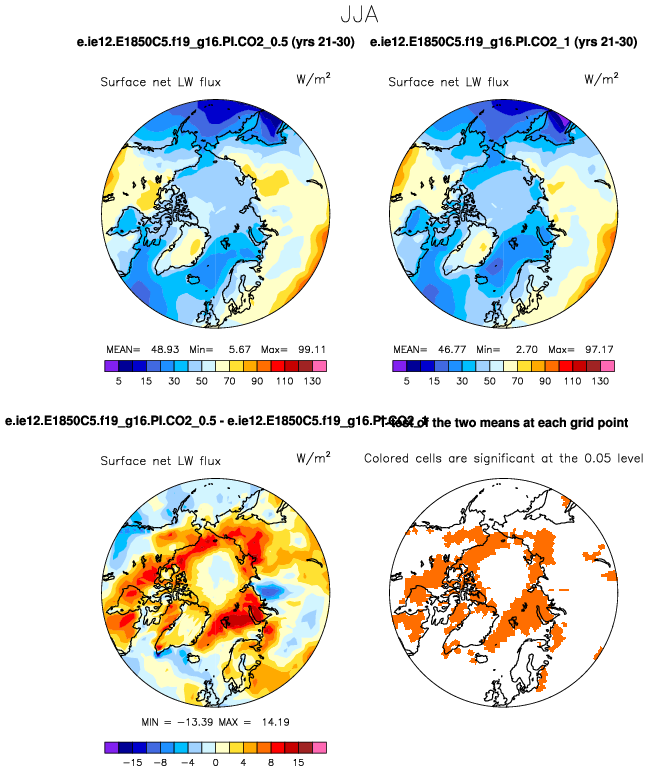 JJA
e.ie12.E1850C5.f19_g16.PI.CO2_0.5 (yrs 21-30)
e.ie12.E1850C5.f19_g16.PI.CO2_1 (yrs 21-30)
Surface net LW flux W/m²
Surface net LW flux W/m²
MEAN= 48.93 Min= 5.67 Max= 99.11
MEAN= 46.77 Min= 2.70 Max= 97.17
5 15 30 50 70 90 110 130
5 15 30 50 70 90 110 130
e.ie12.E1850C5.f19_g16.PI.CO2_0.5 - e.ie12.E1850C5.f19_g16.PI.CO2_1
T-test of the two means at each grid point
Surface net LW flux W/m²
Colored cells are significant at the 0.05 level
MIN = -13.39 MAX = 14.19
-15 -8 -4 0 4 8 15